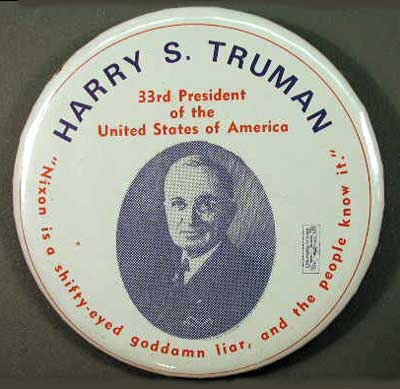 HARRY S. TRUMAN
33rd President
of the
United States of America
"Nixon is a shifty-eyed goddamn liar, and the people know it."